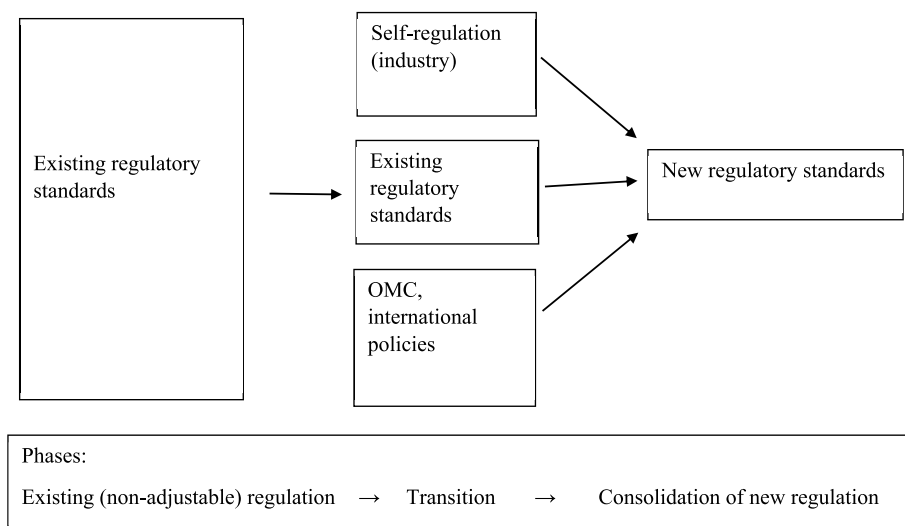 Existing regulatory
standards
Self-regulation
(industry)
Existing
regulatory
standards
OMC,
international
policies
New regulatory standards
Phases:
Existing (non-adjustable) regulation → Transition → Consolidation of new regulation